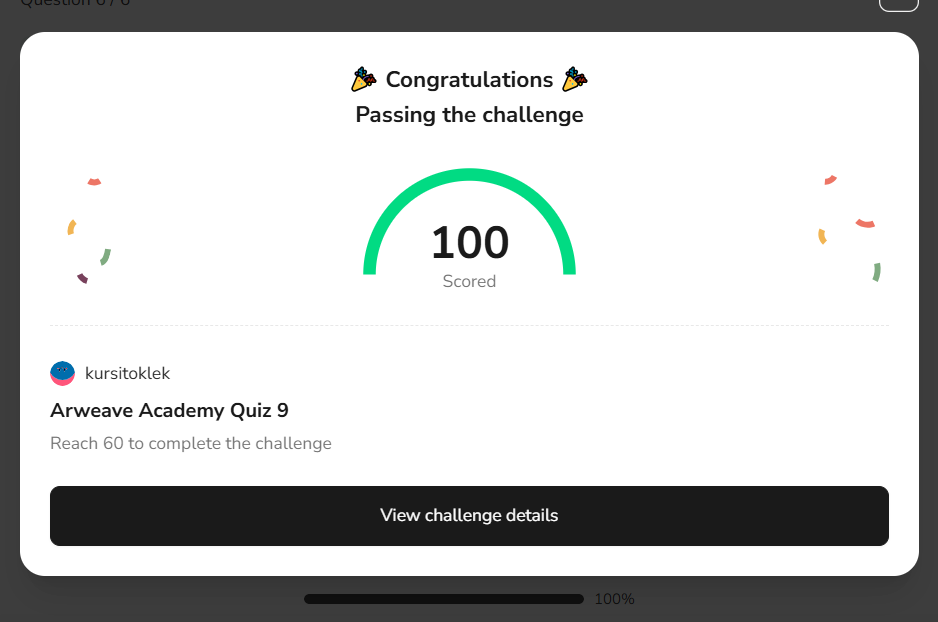 Question 6 / 6
Congratulations
Passing the challenge
100
Scored
kursitoklek
Arweave Academy Quiz 9
Reach 60 to complete the challenge
View challenge details
100%